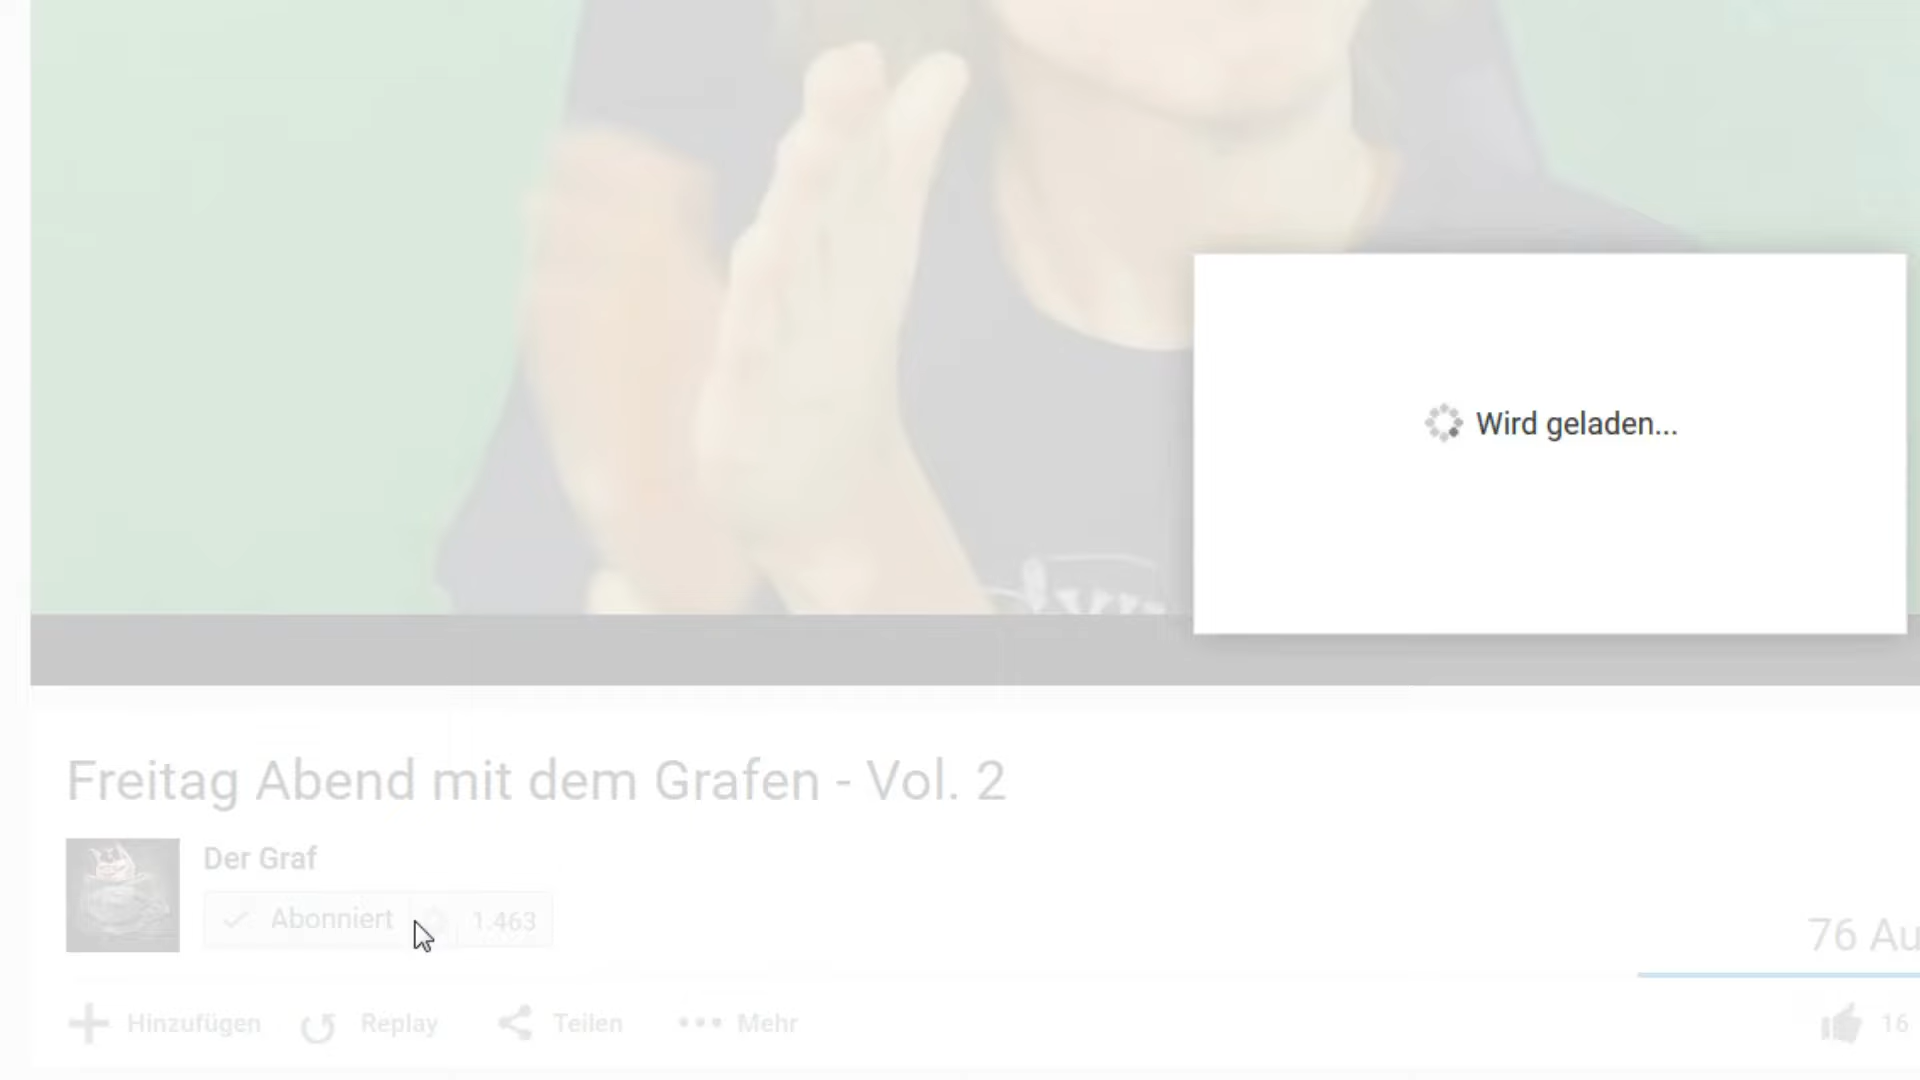 Wird geladen...
Freitag Abend mit dem Grafen - Vol. 2
Der Graf
Abonniert 1.463
76 Au
Hinzufügen Replay Teilen Mehr 16